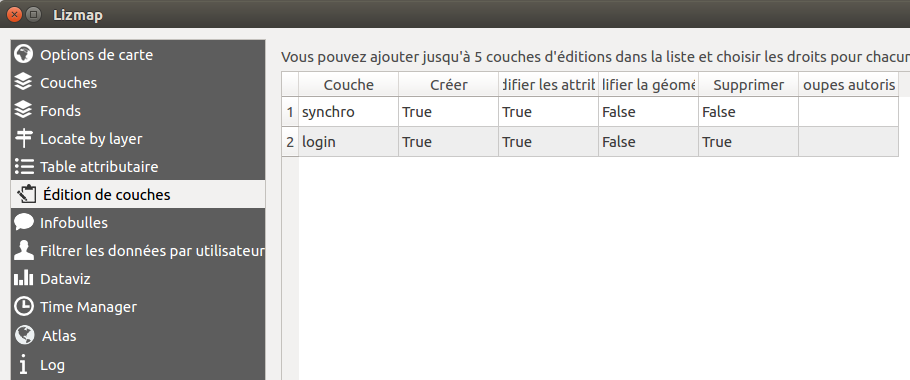 Lizmap
Options de carte
Couches
Fonds
Locate by layer
Table attributaire
Édition de couches
Infobulles
Filtrer les données par utilisateur
Dataviz
Time Manager
Atlas
Log
Vous pouvez ajouter jusqu'à 5 couches d'éditions dans la liste et choisir les droits pour chacur
Couche Créer difier les attrib lifier la géomé Supprimer oupes autoris
1 synchro True True False False
2 login True True False True